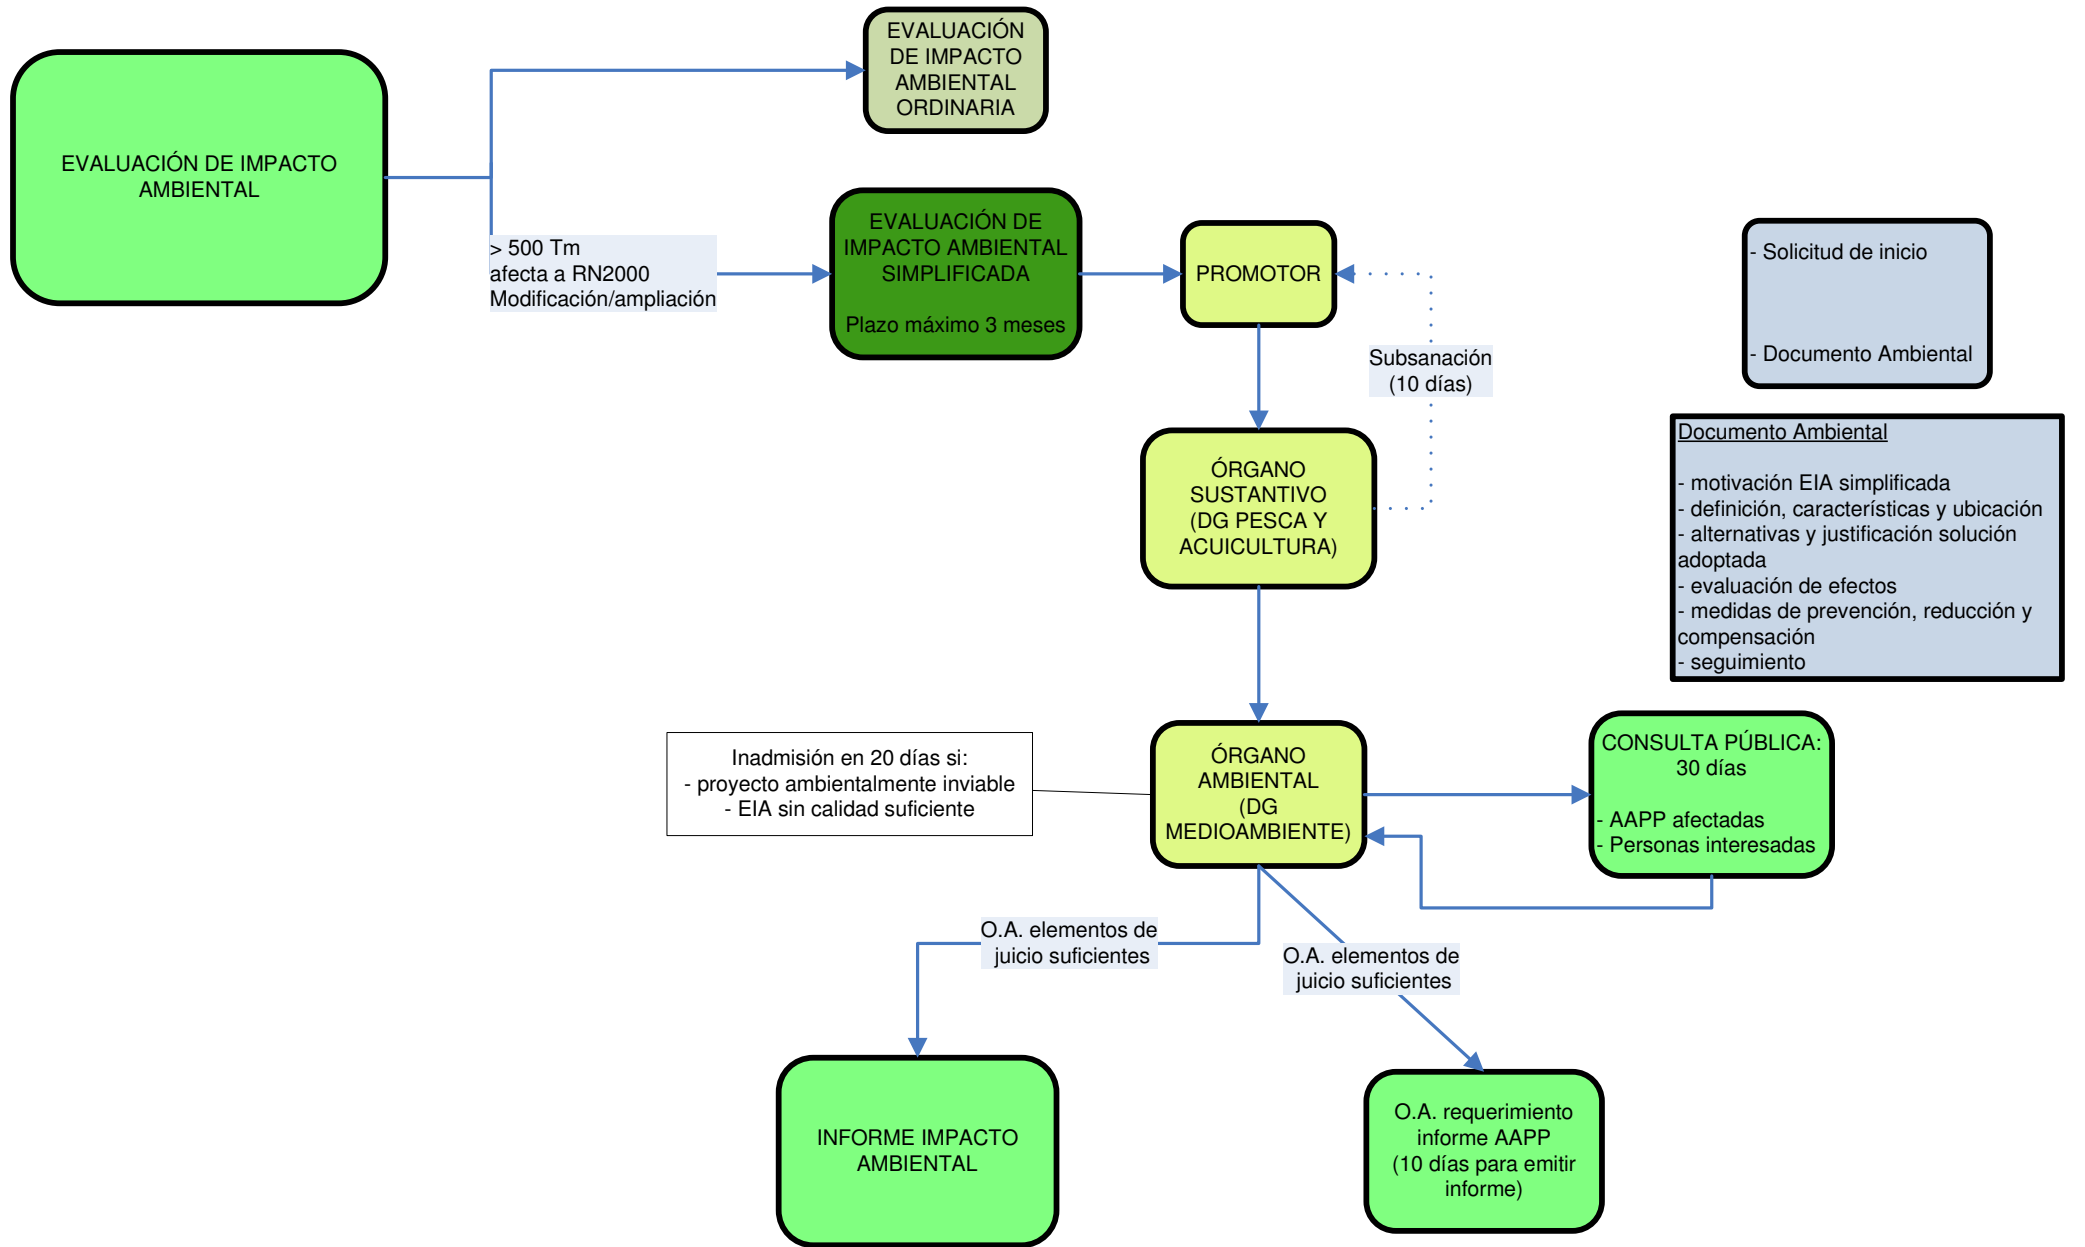 EVALUACIÓN
DE IMPACTO
AMBIENTAL
ORDINARIA
EVALUACIÓN DE IMPACTO
AMBIENTAL
> 500 Tm
afecta a RN2000
Modificación/ampliación
EVALUACIÓN DE
IMPACTO AMBIENTAL
SIMPLIFICADA
Plazo máximo 3 meses
PROMOTOR
Subsanación
(10 días)
- Solicitud de inicio
- Documento Ambiental
ÓRGANO
SUSTANTIVO
(DG PESCA Y
ACUICULTURA)
Documento Ambiental
- motivación EIA simplificada
- definición, características y ubicación
- alternativas y justificación solución
adoptada
- evaluación de efectos
- medidas de prevención, reducción y
compensación
- seguimiento
Inadmisión en 20 días si:
- proyecto ambientalmente inviable
- EIA sin calidad suficiente
ÓRGANO
AMBIENTAL
(DG
MEDIOAMBIENTE)
CONSULTA PÚBLICA:
30 días
- AAPP afectadas
- Personas interesadas
O.A. elementos de
juicio suficientes
O.A. elementos de
juicio suficientes
INFORME IMPACTO
AMBIENTAL
O.A. requerimiento
informe AAPP
(10 días para emitir
informe)